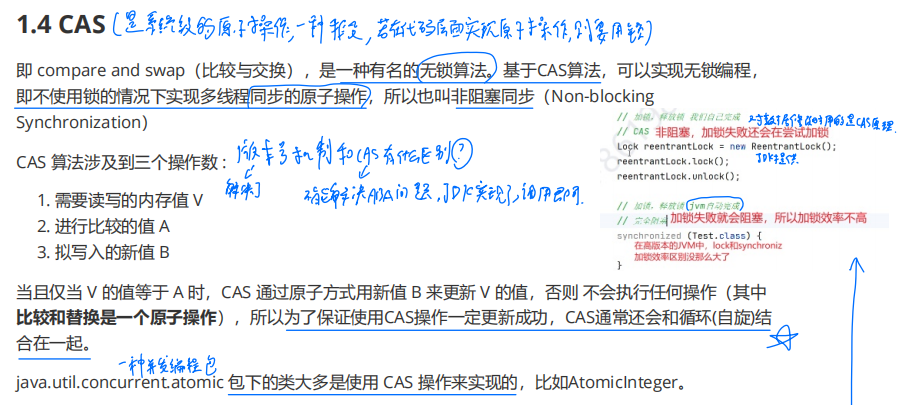 1.4 CAS (是系统级的原子操作,一种指令,若在代码层面实现原子操作,则要用锁)
即 compare and swap（比较与交换），是一种有名的无锁算法。基于CAS算法，可以实现无锁编程，
即不使用锁的情况下实现多线程同步的原子操作，所以也叫非阻塞同步（Non-blocking
Synchronization）
CAS 算法涉及到三个操作数：
版本号机制和CAS有什么区别?
解决了
ABA问题,JDK实现了,调用即可.
1. 需要读写的内存值 V
2. 进行比较的值 A
3. 拟写入的新值 B
// 加锁，释放锁 我们自己完成
// CAS 非阻塞，加锁失败还会在尝试加锁
Lock reentrantLock = new ReentrantLock();
JDK提供.
reentrantLock.lock();
reentrantLock.unlock();
// 加锁，释放锁 jvm自动完成
// 完全阻塞 加锁失败就会阻塞，所以加锁效率不高
synchronized (Test.class) {
在高版本的JVM中，lock和synchroniz
加锁效率区别没那么大了
}
当且仅当 V 的值等于 A 时，CAS 通过原子方式用新值 B 来更新 V 的值，否则 不会执行任何操作（其中
比较和替换是一个原子操作），所以为了保证使用CAS操作一定更新成功，CAS通常还会和循环(自旋)结
合在一起。
一种并发编程包
java.util.concurrent.atomic 包下的类大多是使用 CAS 操作来实现的，比如AtomicInteger。